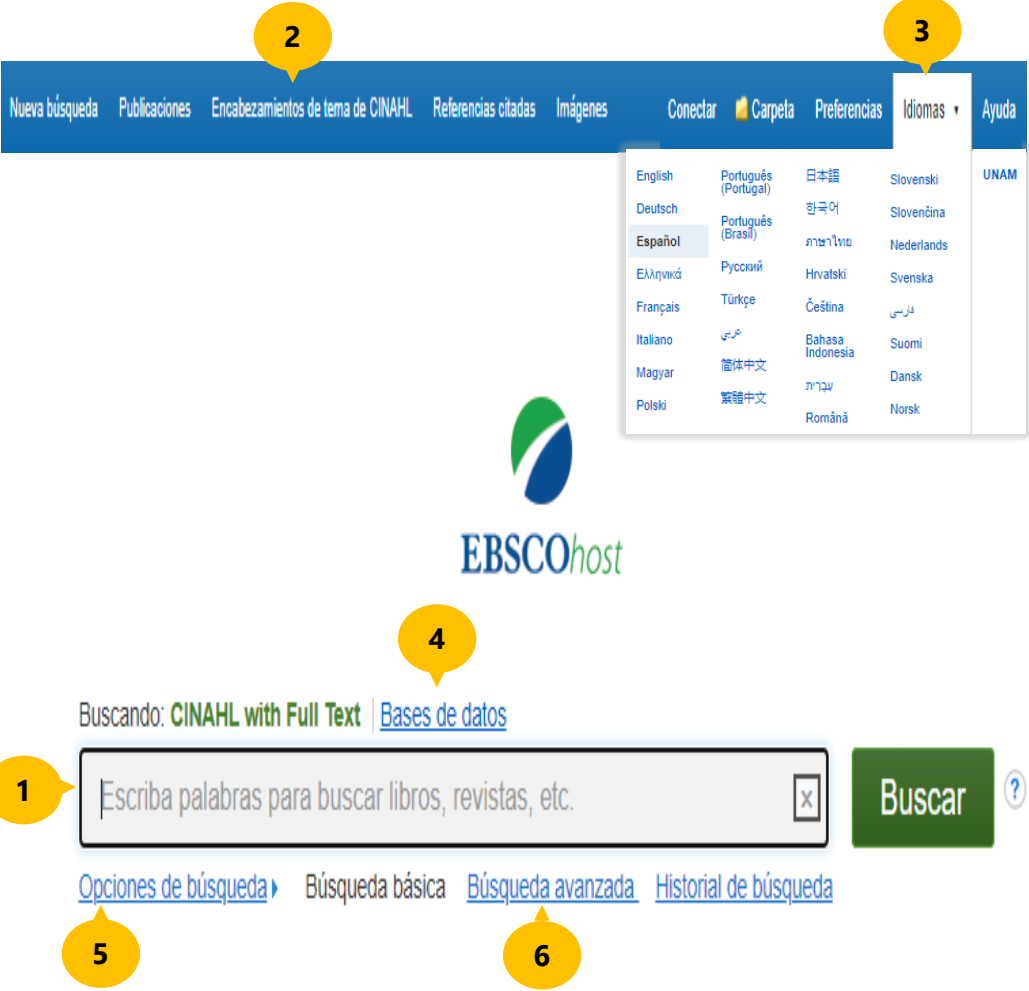 2
3
Nueva búsqueda Publicaciones Encabezamientos de tema de CINAHL Referencias citadas Imágenes Conectar Carpeta Preferencias Idiomas Ayuda
UNAM
English
Deutsch
Español
Ελληνικά
Français
Italiano
Magyar
Polski
Português
(Portugal)
Português
(Brasil)
Русский
Türkçe
عربي
简体中文
繁體中文
日本語
한국어
ภาษาไทย
Hrvatski
Čeština
Bahasa
Indonesia
עברית
Română
Slovenski
Slovenčina
Nederlands
Svenska
فارسی
Suomi
Dansk
Norsk
EBSCOhost
4
Buscando: CINAHL with Full Text Bases de datos
1
Escriba palabras para buscar libros, revistas, etc. x Buscar ?
Opciones de búsqueda Búsqueda básica Búsqueda avanzada Historial de búsqueda
5
6